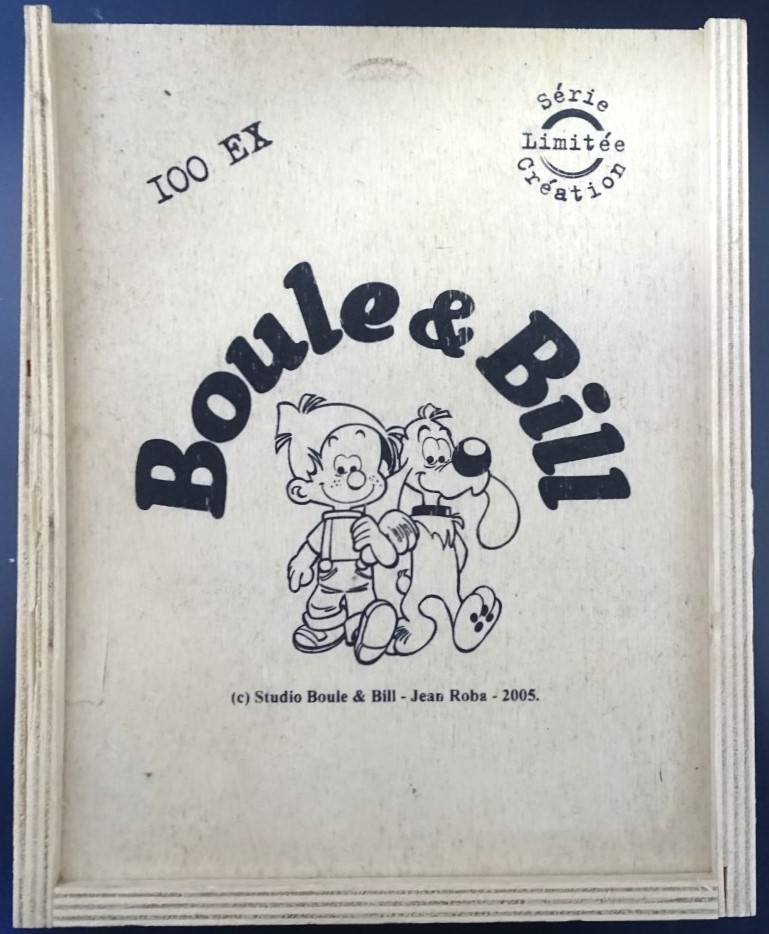 100 EX
Série
Limitée
Création
Boule & Bill
(c) Studio Boule & Bill - Jean Roba - 2005.